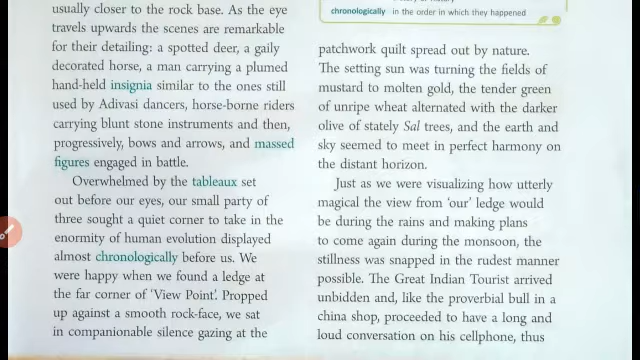 usually closer to the rock base. As the eye
travels upwards the scenes are remarkable
for their detailing: a spotted deer, a gaily
decorated horse, a man carrying a plumed
hand-held insignia similar to the ones still
used by Adivasi dancers, horse-borne riders
carrying blunt stone instruments and then,
progressively, bows and arrows, and massed
figures engaged in battle.
Overwhelmed by the tableaux set
out before our eyes, our small party of
three sought a quiet corner to take in the
enormity of human evolution displayed
almost chronologically before us. We
were happy when we found a ledge at
the far corner of ‘View Point’. Propped
up against a smooth rock-face, we sat
in companionable silence gazing at the
chronologically in the order in which they happened
patchwork quilt spread out by nature.
The setting sun was turning the fields of
mustard to molten gold, the tender green
of unripe wheat alternated with the darker
olive of stately Sal trees, and the earth and
sky seemed to meet in perfect harmony on
the distant horizon.
Just as we were visualizing how utterly
magical the view from ‘our’ ledge would
be during the rains and making plans
to come again during the monsoon, the
stillness was snapped in the rudest manner
possible. The Great Indian Tourist arrived
unbidden and, like the proverbial bull in a
china shop, proceeded to have a long and
loud conversation on his cellphone, thus